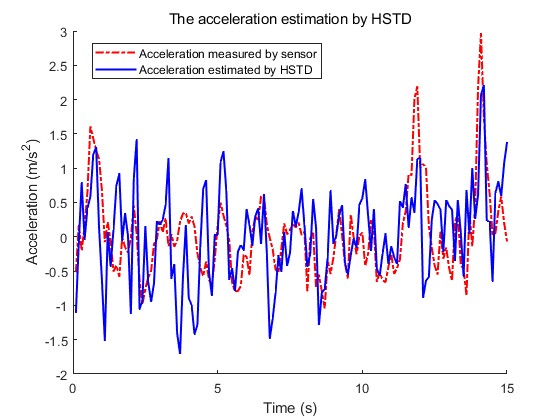 The acceleration estimation by HSTD
Acceleration measured by sensor
Acceleration estimated by HSTD
Acceleration (m/s²)
3
2.5
2
1.5
1
0.5
0
-0.5
-1
-1.5
-2
0 5 10 15
Time (s)